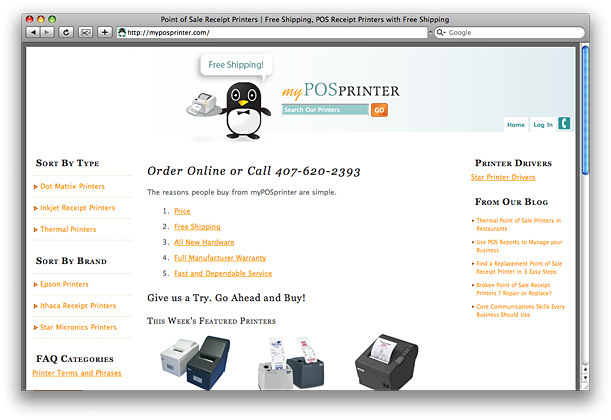 Point of Sale Receipt Printers | Free Shipping, POS Receipt Printers with Free Shipping
http://myposprinter.com/
Google
Free Shipping!
myPOSPRINTER
Search Our Printers
GO
Home
Log In
SORT BY TYPE
Dot Matrix Printers
Inkjet Receipt Printers
Thermal Printers
SORT BY BRAND
Epson Printers
Ithaca Receipt Printers
Star Micronics Printers
FAQ CATEGORIES
Printer Terms and Phrases
Order Online or Call 407-620-2393
The reasons people buy from myPOSprinter are simple.
1. Price
2. Free Shipping
3. All New Hardware
4. Full Manufacturer Warranty
5. Fast and Dependable Service
Give us a Try. Go Ahead and Buy!
THIS WEEK'S FEATURED PRINTERS
PRINTER DRIVERS
Star Printer Drivers
FROM OUR BLOG
Thermal Point of Sale Printers in
Restaurants
Use POS Reports to Manage your
Business
Find a Replacement Point of Sale
Receipt Printer in 3 Easy Steps
Broken Point of Sale Receipt
Printers ? Repair or Replace?
Core Communications Skills Every
Business Should Use